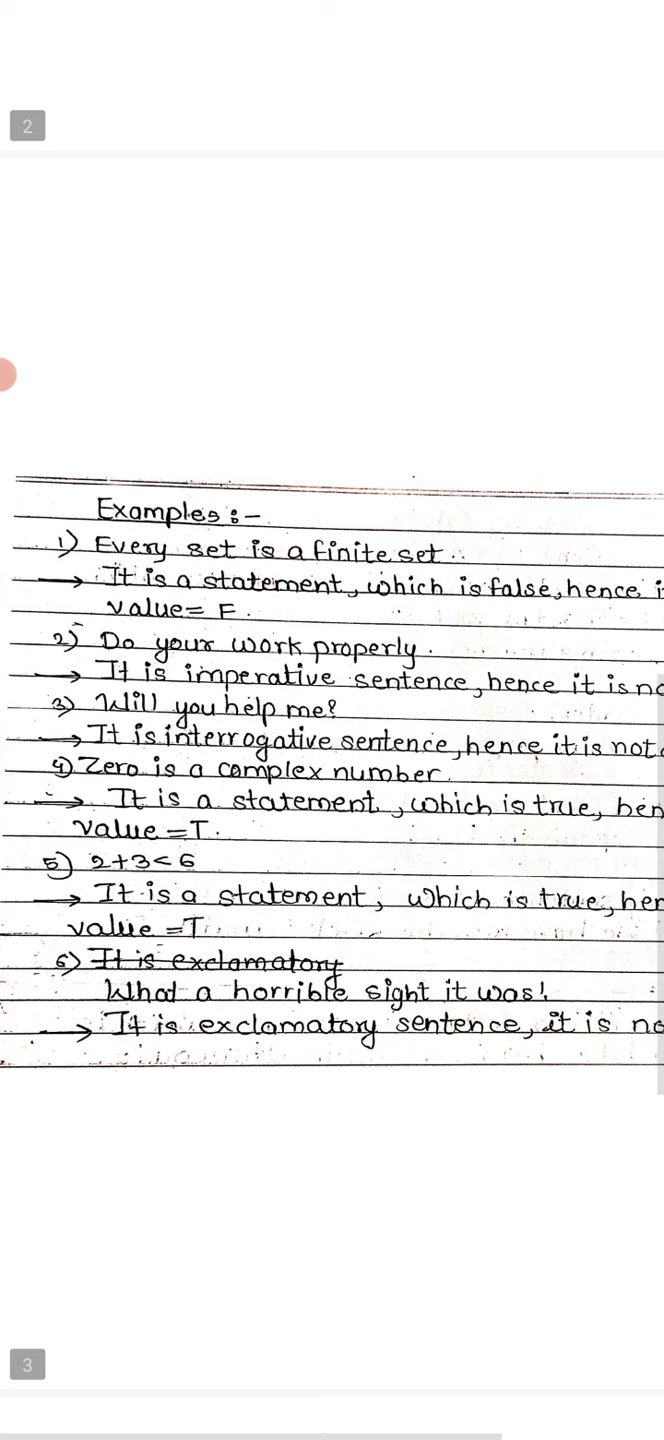 2
Examples :-
1) Every set is a finite set.
→ It is a statement, which is false, hence i
value = F.
2) Do your work properly.
→ It is imperative sentence, hence it is no
3) Will you help me?
→ It is interrogative sentence, hence it is not
4) Zero is a complex number.
→ It is a statement, which is true, hen
value = T.
5) 2+3<6
→ It is a statement, which is true, hen
value = T
6) It is exclamatory
What a horrible sight it was!
→ It is exclamatory sentence, it is no
3